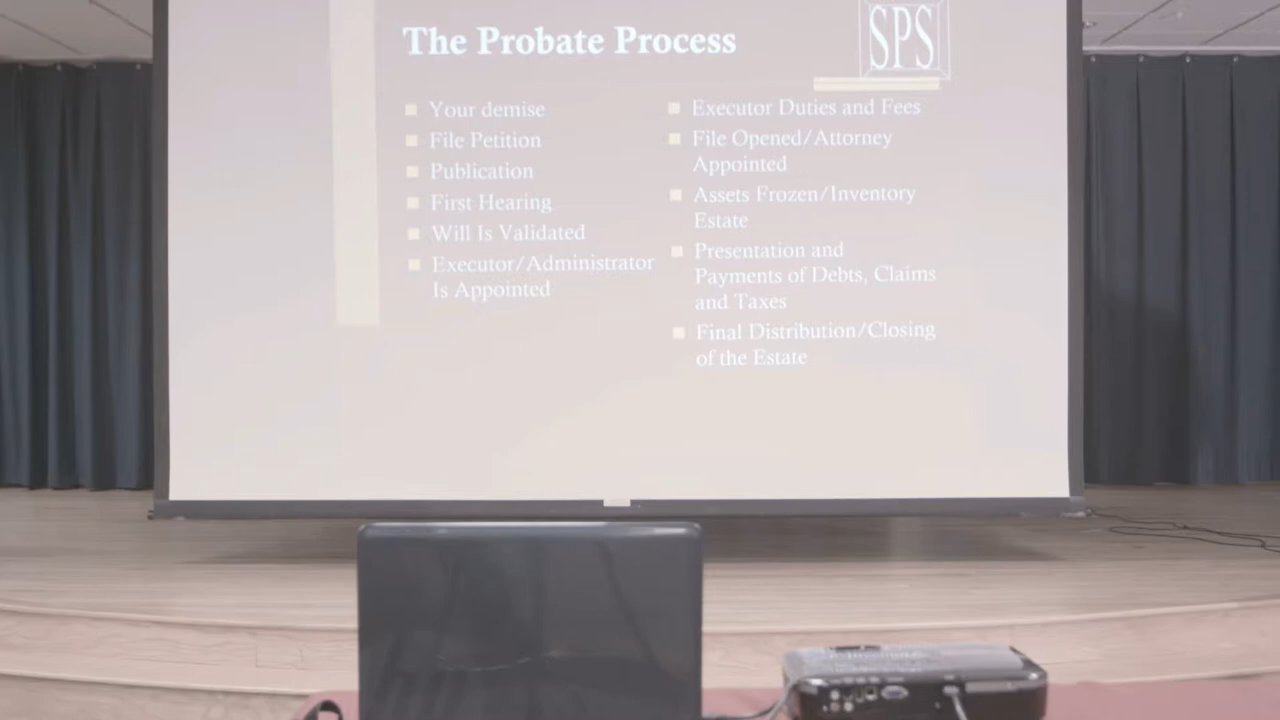 The Probate Process
SPS
Your demise
File Petition
Publication
First Hearing
Will Is Validated
Executor/Administrator
Is Appointed
Executor Duties and Fees
File Opened/Attorney
Appointed
Assets Frozen/Inventory
Estate
Presentation and
Payments of Debts, Claims
and Taxes
Final Distribution/Closing
of the Estate